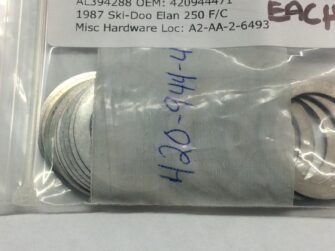 AL394288 OEM: 420944471
1987 Ski-Doo Elan 250 F/C
Misc Hardware Loc: A2-AA-2-6493
EACH
420-944-4